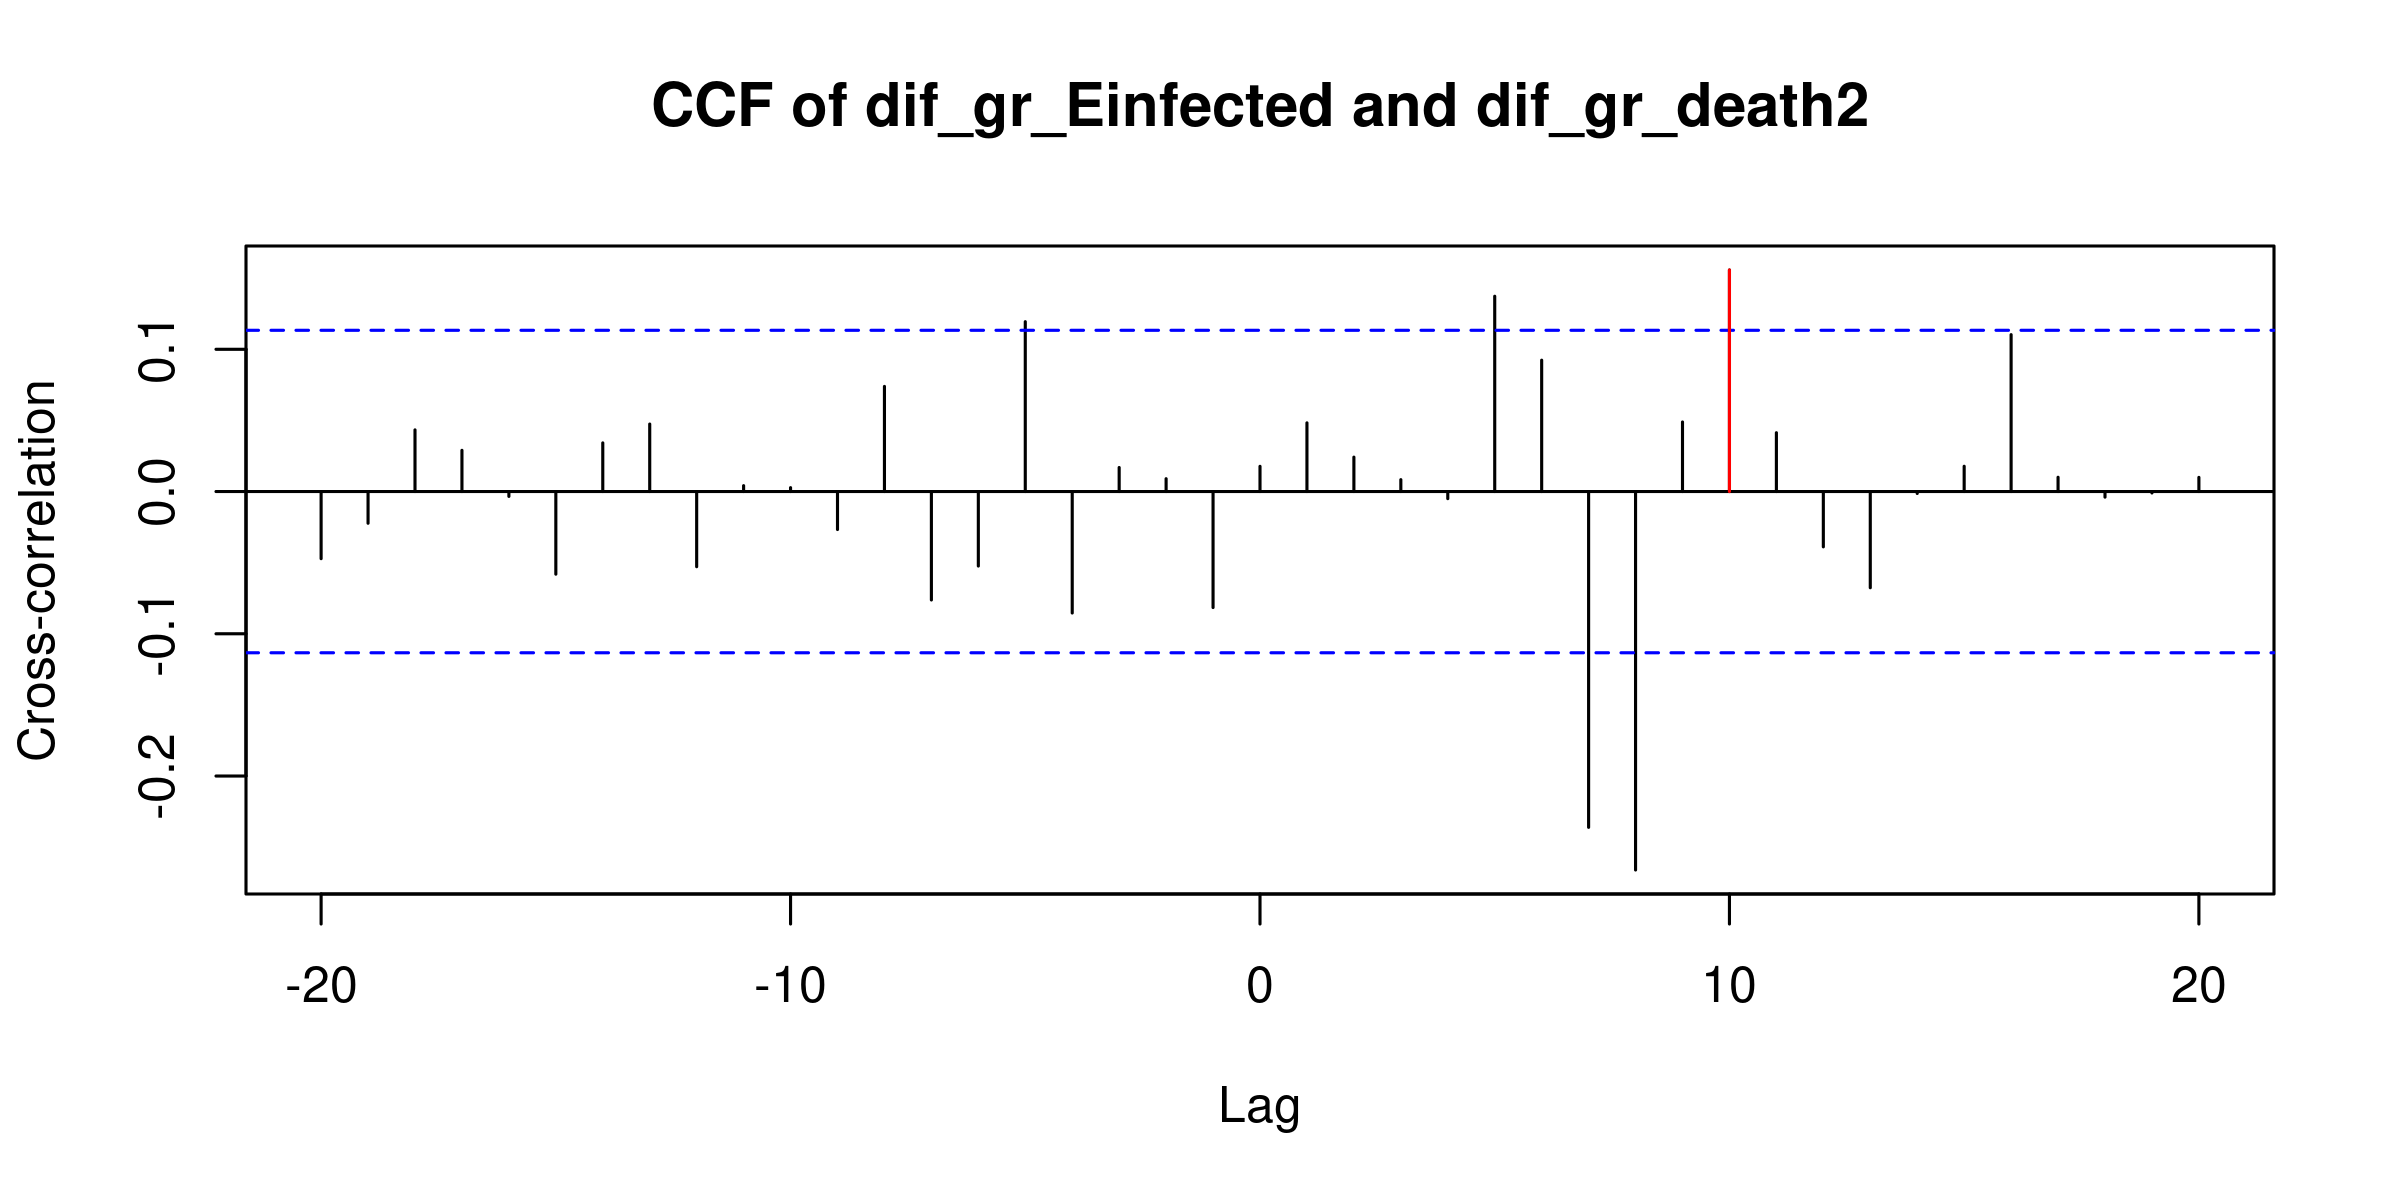 CCF of dif_gr_Einfected and dif_gr_death2
Cross-correlation
0.1
0.0
-0.1
-0.2
-20 -10 0 10 20
Lag